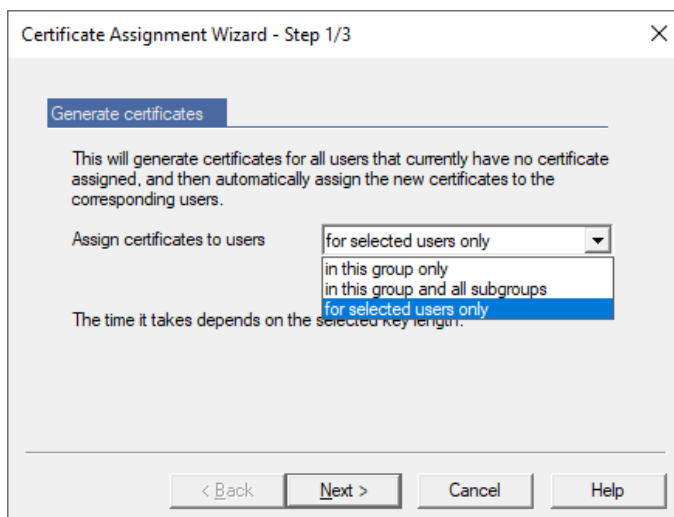 Certificate Assignment Wizard - Step 1/3
Generate certificates
This will generate certificates for all users that currently have no certificate
assigned, and then automatically assign the new certificates to the
corresponding users.
Assign certificates to users
for selected users only
in this group only
in this group and all subgroups
for selected users only
The time it takes depends on the selected key length.
< Back
Next >
Cancel
Help